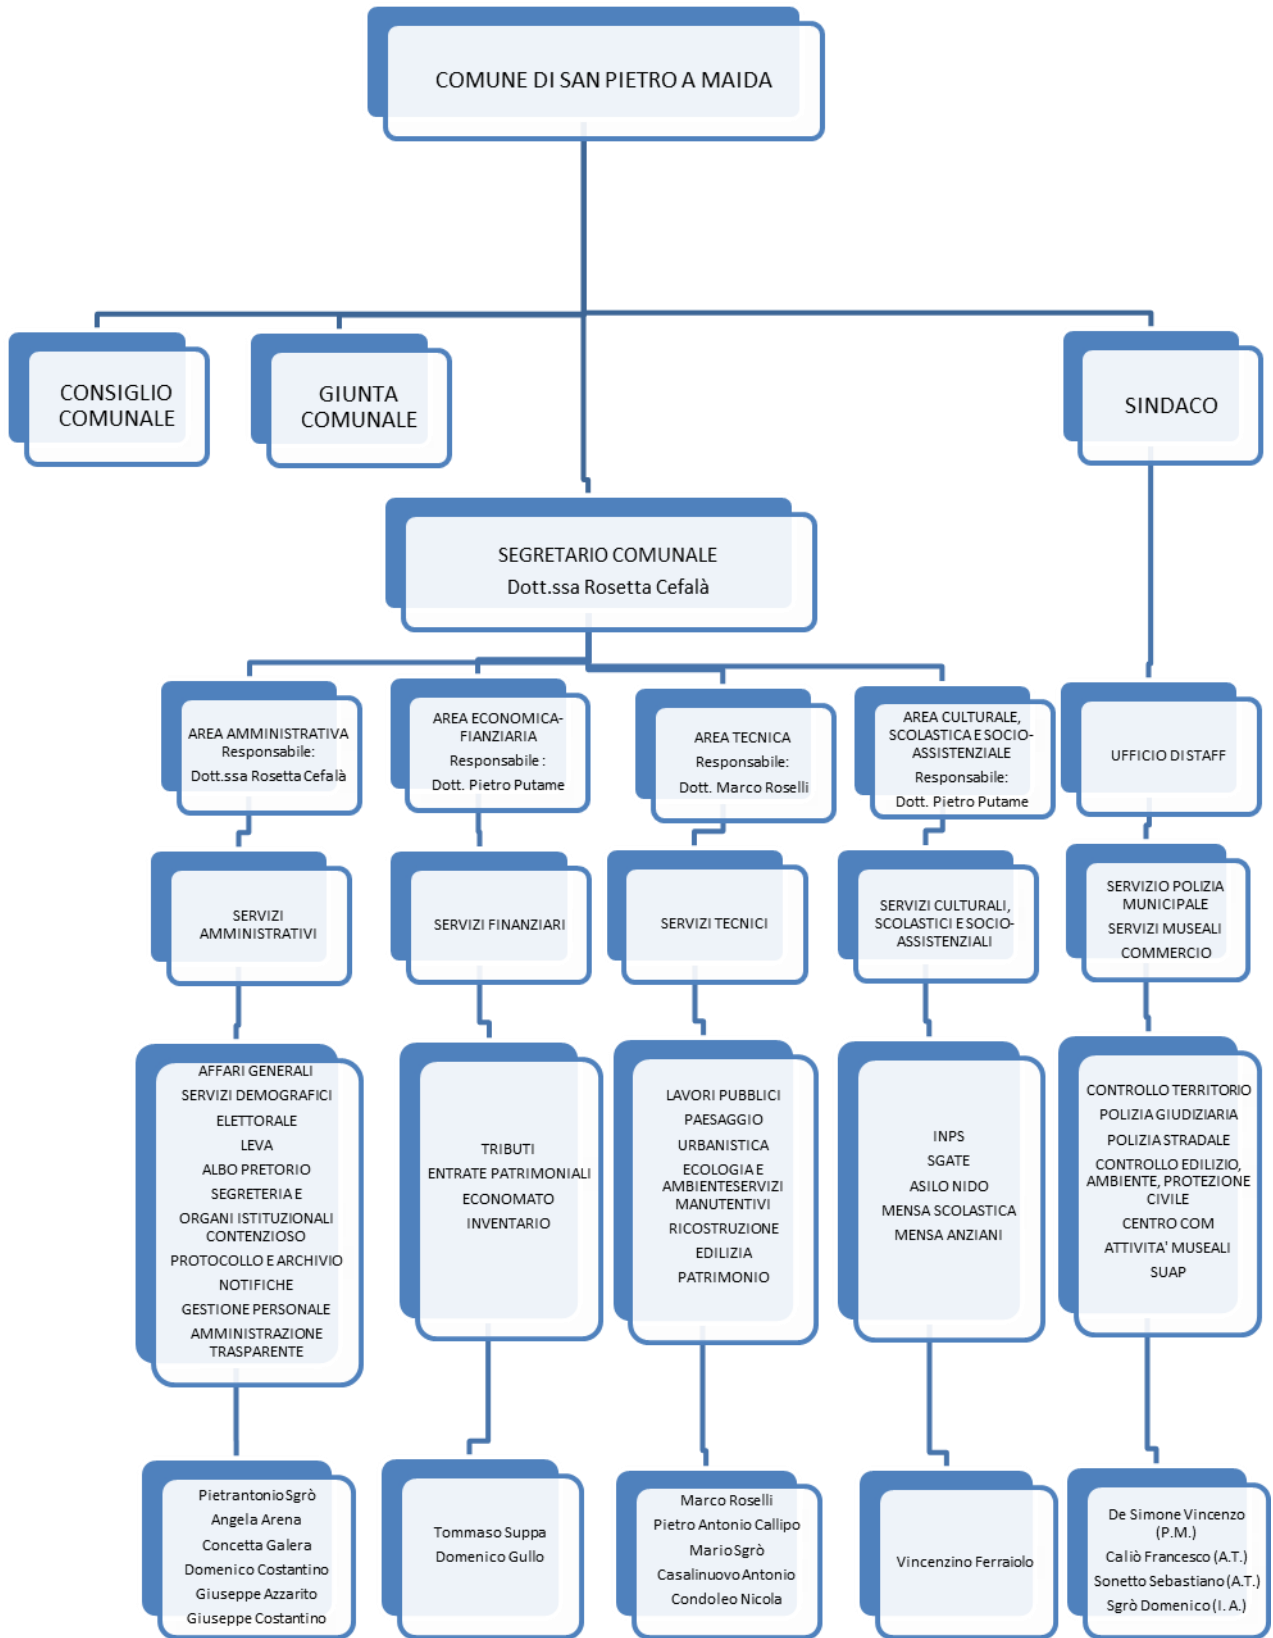 COMUNE DI SAN PIETRO A MAIDA
CONSIGLIO
COMUNALE
GIUNTA
COMUNALE
SINDACO
SEGRETARIO COMUNALE
Dott.ssa Rosetta Cefalà
AREA AMMINISTRATIVA
Responsabile:
Dott.ssa Rosetta Cefalà
AREA ECONOMICA-
FIANZIARIA
Responsabile :
Dott. Pietro Putame
AREA TECNICA
Responsabile:
Dott. Marco Roselli
AREA CULTURALE,
SCOLASTICA E SOCIO-
ASSISTENZIALE
Responsabile:
Dott. Pietro Putame
UFFICIO DI STAFF
SERVIZI
AMMINISTRATIVI
SERVIZI FINANZIARI
SERVIZI TECNICI
SERVIZI CULTURALI,
SCOLASTICI E SOCIO-
ASSISTENZIALI
SERVIZIO POLIZIA
MUNICIPALE
SERVIZI MUSEALI
COMMERCIO
AFFARI GENERALI
SERVIZI DEMOGRAFICI
ELETTORALE
LEVA
ALBO PRETORIO
SEGRETERIA E
ORGANI ISTITUZIONALI
CONTENZIOSO
PROTOCOLLO E ARCHIVIO
NOTIFICHE
GESTIONE PERSONALE
AMMINISTRAZIONE
TRASPARENTE
TRIBUTI
ENTRATE PATRIMONIALI
ECONOMATO
INVENTARIO
LAVORI PUBBLICI
PAESAGGIO
URBANISTICA
ECOLOGIA E
AMBIENTESERVIZI
MANUTENTIVI
RICOSTRUZIONE
EDILIZIA
PATRIMONIO
INPS
SGATE
ASILO NIDO
MENSA SCOLASTICA
MENSA ANZIANI
CONTROLLO TERRITORIO
POLIZIA GIUDIZIARIA
POLIZIA STRADALE
CONTROLLO EDILIZIO,
AMBIENTE, PROTEZIONE
CIVILE
CENTRO COM
ATTIVITA' MUSEALI
SUAP
Pietrantonio Sgrò
Angela Arena
Concetta Galera
Domenico Costantino
Giuseppe Azzarito
Giuseppe Costantino
Tommaso Suppa
Domenico Gullo
Marco Roselli
Pietro Antonio Callipo
Mario Sgrò
Casalinuovo Antonio
Condoleo Nicola
Vincenzino Ferraiolo
De Simone Vincenzo
(P.M.)
Caliò Francesco (A.T.)
Sonetto Sebastiano (A.T.)
Sgrò Domenico (I. A.)